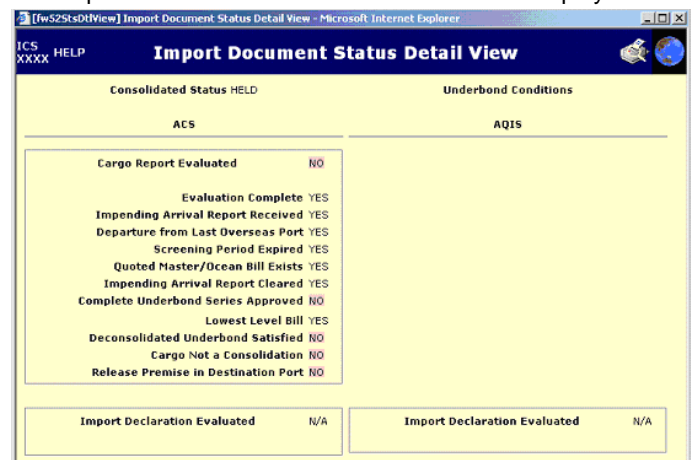 [fw52StsDtlView] Import Document Status Detail View - Microsoft Internet Explorer
ICS
XXXX HELP Import Document Status Detail View
Consolidated Status HELD
Underbond Conditions
ACS
AQIS
Cargo Report Evaluated NO
Evaluation Complete YES
Impending Arrival Report Received YES
Departure from Last Overseas Port YES
Screening Period Expired YES
Quoted Master/Ocean Bill Exists YES
Impending Arrival Report Cleared YES
Complete Underbond Series Approved NO
Lowest Level Bill YES
Deconsolidated Underbond Satisfied NO
Cargo Not a Consolidation NO
Release Premise in Destination Port NO
Import Declaration Evaluated N/A
Import Declaration Evaluated N/A